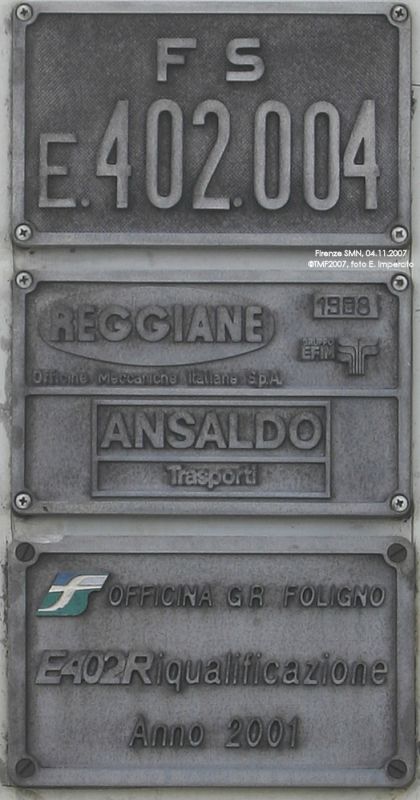 F S
E.402.004
Firenze SMN, 04.11.2007
©TMF2007, foto E. Imperato
REGGIANE
Officine Meccaniche Italiane S.p.A.
1988
GRUPPO
EFIM
ANSALDO
Trasporti
OFFICINA G.R. FOLIGNO
E402Riqualificazione
Anno 2001